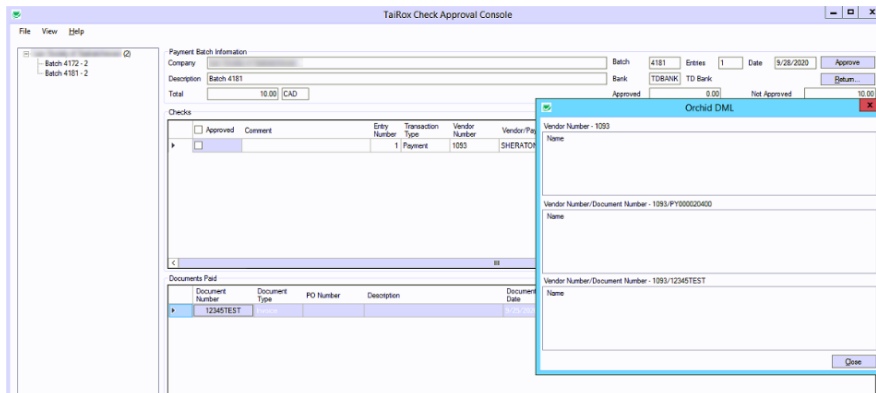 TaiRox Check Approval Console
File View Help
Batch 4172 - 2
Batch 4181 - 2
Payment Batch Information
Company Batch 4181 Entries 1 Date 9/28/2020 Approve
Description Batch 4181 Bank TDBANK TD Bank Return...
Total 10.00 CAD Approved 0.00 Not Approved 10.00
Checks
Approved Comment Entry Number Transaction Type Vendor Number Vendor/Pay
1 Payment 1093 SHERATON
Documents Paid
Document Number Document Type PO Number Description Document Date
12345TEST Invoice
Orchid DML
Vendor Number - 1093
Name
Vendor Number/Document Number - 1093/PY000020400
Name
Vendor Number/Document Number - 1093/12345TEST
Name
Close